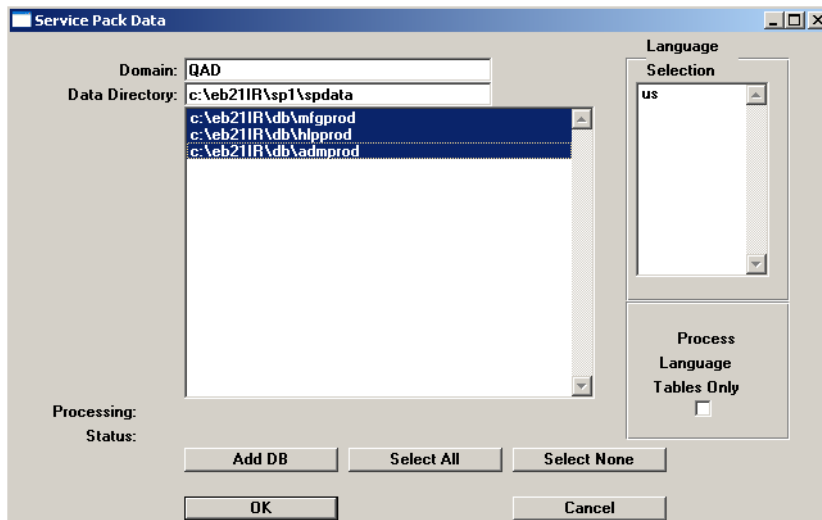 Service Pack Data
Language
Selection
Domain: QAD
Data Directory: c:\eb21IR\sp1\spdata
c:\eb21IR\db\mfgprod
c:\eb21IR\db\hlpprod
c:\eb21IR\db\admprod
us
Process
Language
Tables Only
Processing:
Status:
Add DB Select All Select None
OK Cancel